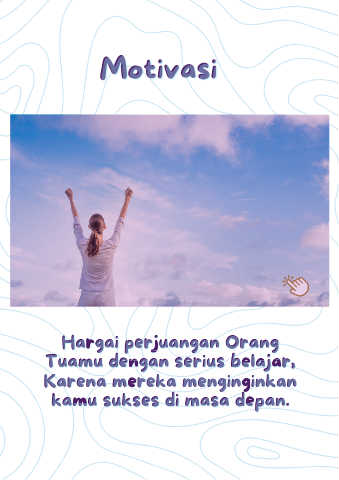 Motivasi
Hargai perjuangan Orang
Tuamu dengan serius belajar,
Karena mereka menginginkan
kamu sukses di masa depan.